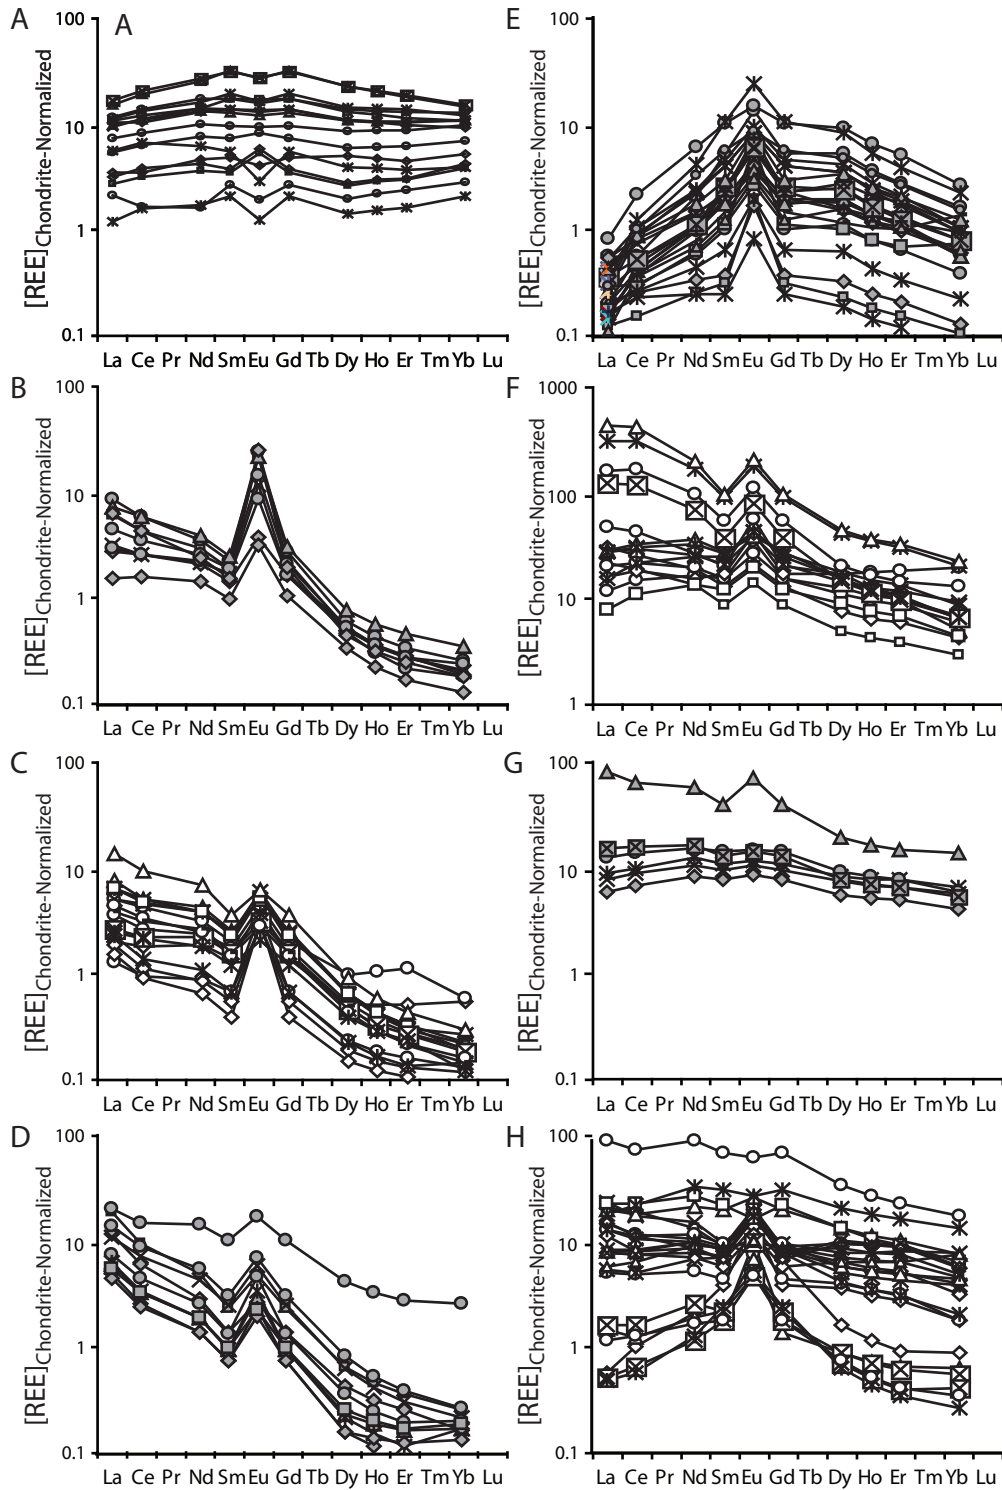 A
A
100
10
1
0.1
[REE]Chondrite-Normalized
La Ce Pr Nd Sm Eu Gd Tb Dy Ho Er Tm Yb Lu
B
100
10
1
0.1
[REE]Chondrite-Normalized
La Ce Pr Nd Sm Eu Gd Tb Dy Ho Er Tm Yb Lu
C
100
10
1
0.1
[REE]Chondrite-Normalized
La Ce Pr Nd Sm Eu Gd Tb Dy Ho Er Tm Yb Lu
D
100
10
1
0.1
[REE]Chondrite-Normalized
La Ce Pr Nd Sm Eu Gd Tb Dy Ho Er Tm Yb Lu
E
100
10
1
0.1
[REE]Chondrite-Normalized
La Ce Pr Nd Sm Eu Gd Tb Dy Ho Er Tm Yb Lu
F
1000
100
10
1
[REE]Chondrite-Normalized
La Ce Pr Nd Sm Eu Gd Tb Dy Ho Er Tm Yb Lu
G
100
10
1
0.1
[REE]Chondrite-Normalized
La Ce Pr Nd Sm Eu Gd Tb Dy Ho Er Tm Yb Lu
H
100
10
1
0.1
[REE]Chondrite-Normalized
La Ce Pr Nd Sm Eu Gd Tb Dy Ho Er Tm Yb Lu